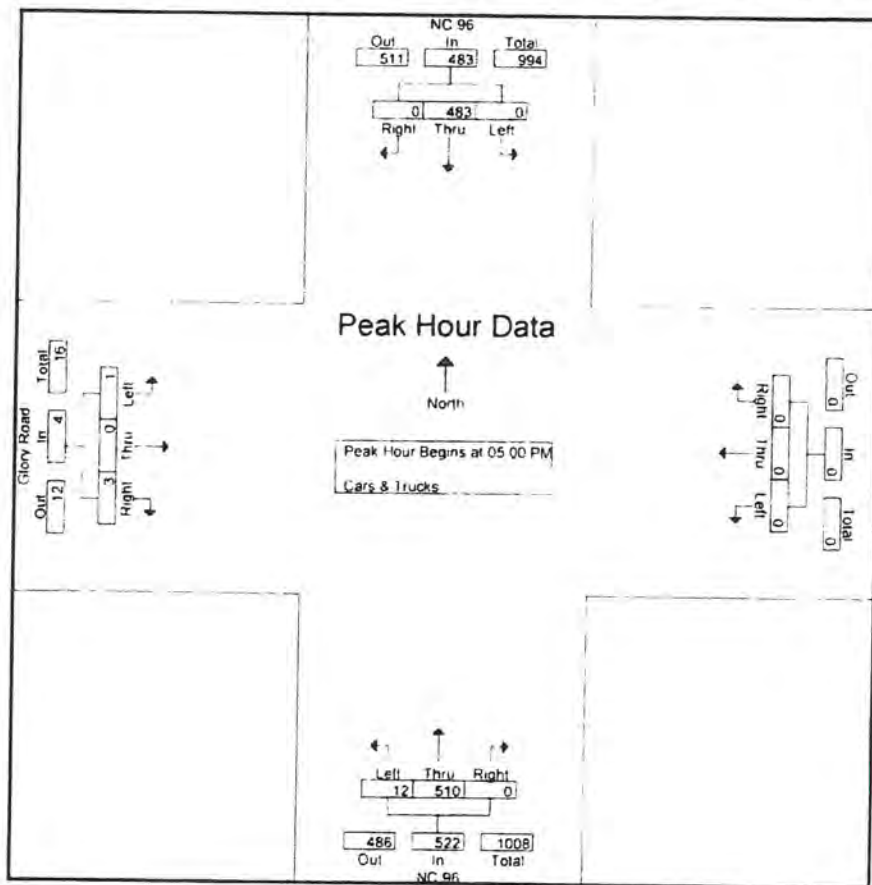 NC 96
Out In Total
511 483 994
0 483 0
Right Thru Left
Peak Hour Data
North
Peak Hour Begins at 05 00 PM
Cars & Trucks
Glory Road
Out In Total
12 4 16
Left Thru Right
1 0 3
Right Thru Left
0 0 0
Out In Total
0 0 0
Left Thru Right
12 510 0
486 522 1008
Out In Total
NC 96